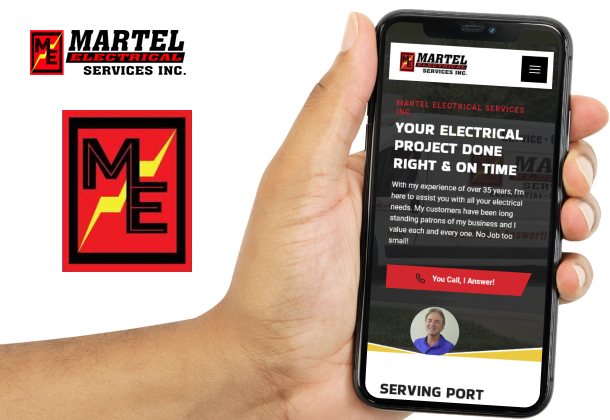 ME
MARTEL
ELECTRICAL
SERVICES INC.
ME
ME
MARTEL
ELECTRICAL
SERVICES INC.
MARTEL ELECTRICAL SERVICES
INC
YOUR ELECTRICAL
PROJECT DONE
RIGHT & ON TIME
With my experience of over 35 years, I'm
here to assist you with all your electrical
needs. My customers have been long
standing patrons of my business and I
value each and every one. No Job too
small!
You Call, I Answer!
SERVING PORT